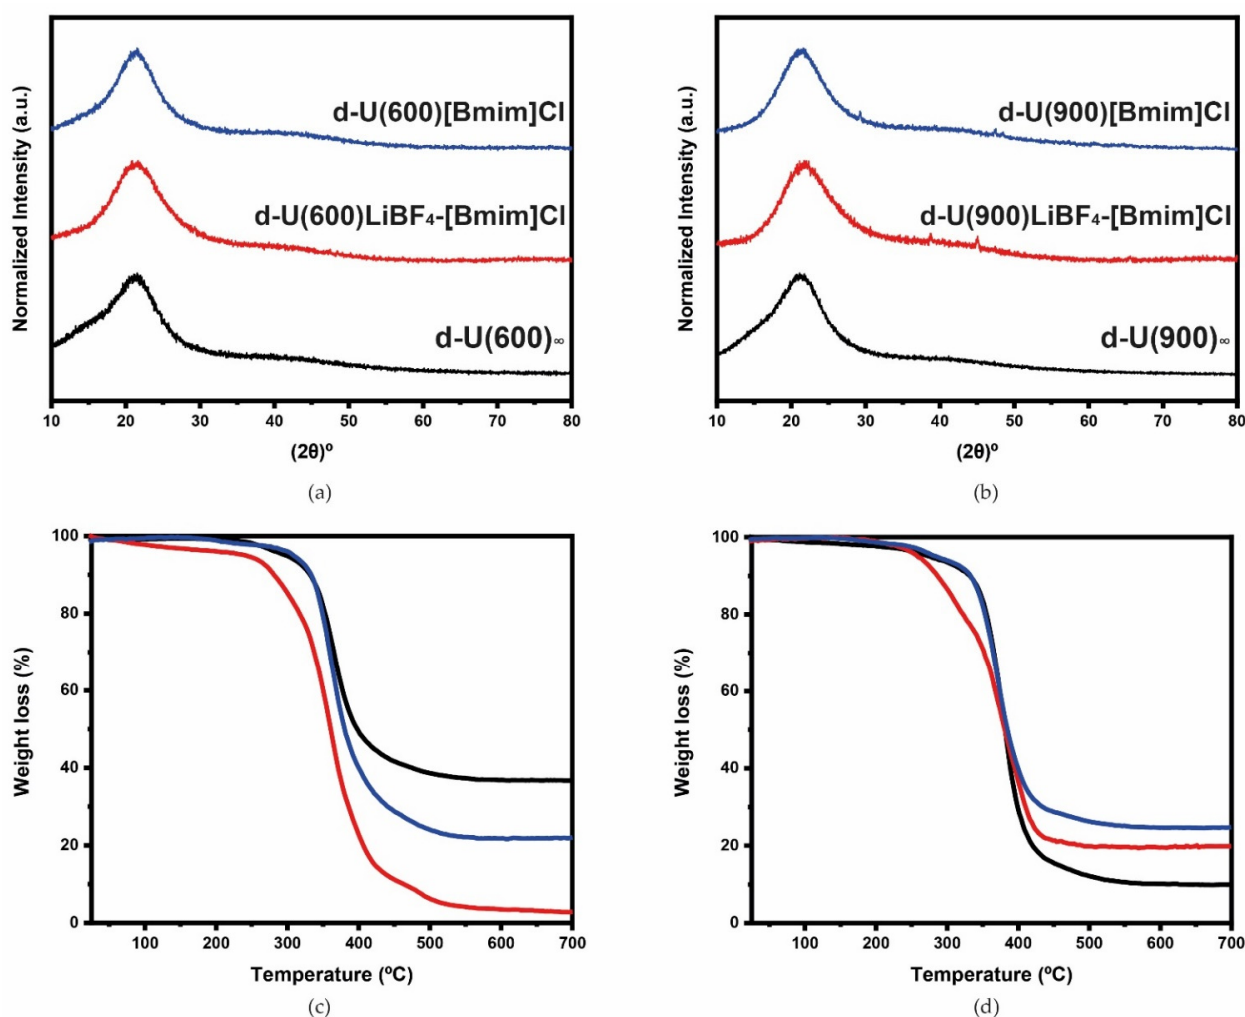 Normalized Intensity (a.u.)
d-U(600)[Bmim]Cl
d-U(600)LiBF₄-[Bmim]Cl
d-U(600)∞
10 20 30 40 50 60 70 80
(2θ)º
(a)
Normalized Intensity (a.u.)
d-U(900)[Bmim]Cl
d-U(900)LiBF₄-[Bmim]Cl
d-U(900)∞
10 20 30 40 50 60 70 80
(2θ)º
(b)
Weight loss (%)
100
80
60
40
20
0
100 200 300 400 500 600 700
Temperature (ºC)
(c)
Weight loss (%)
100
80
60
40
20
0
100 200 300 400 500 600 700
Temperature (ºC)
(d)